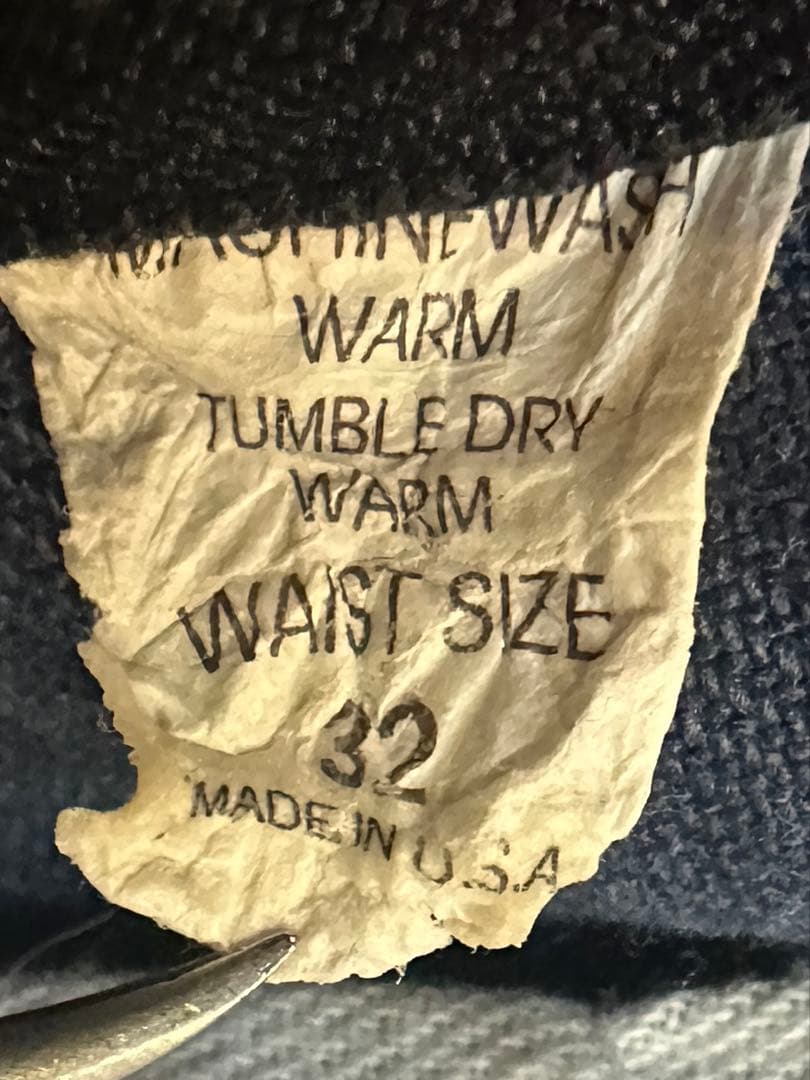 MACHINE WASH
WARM
TUMBLE DRY
WARM
WAIST SIZE
32
MADE IN U.S.A